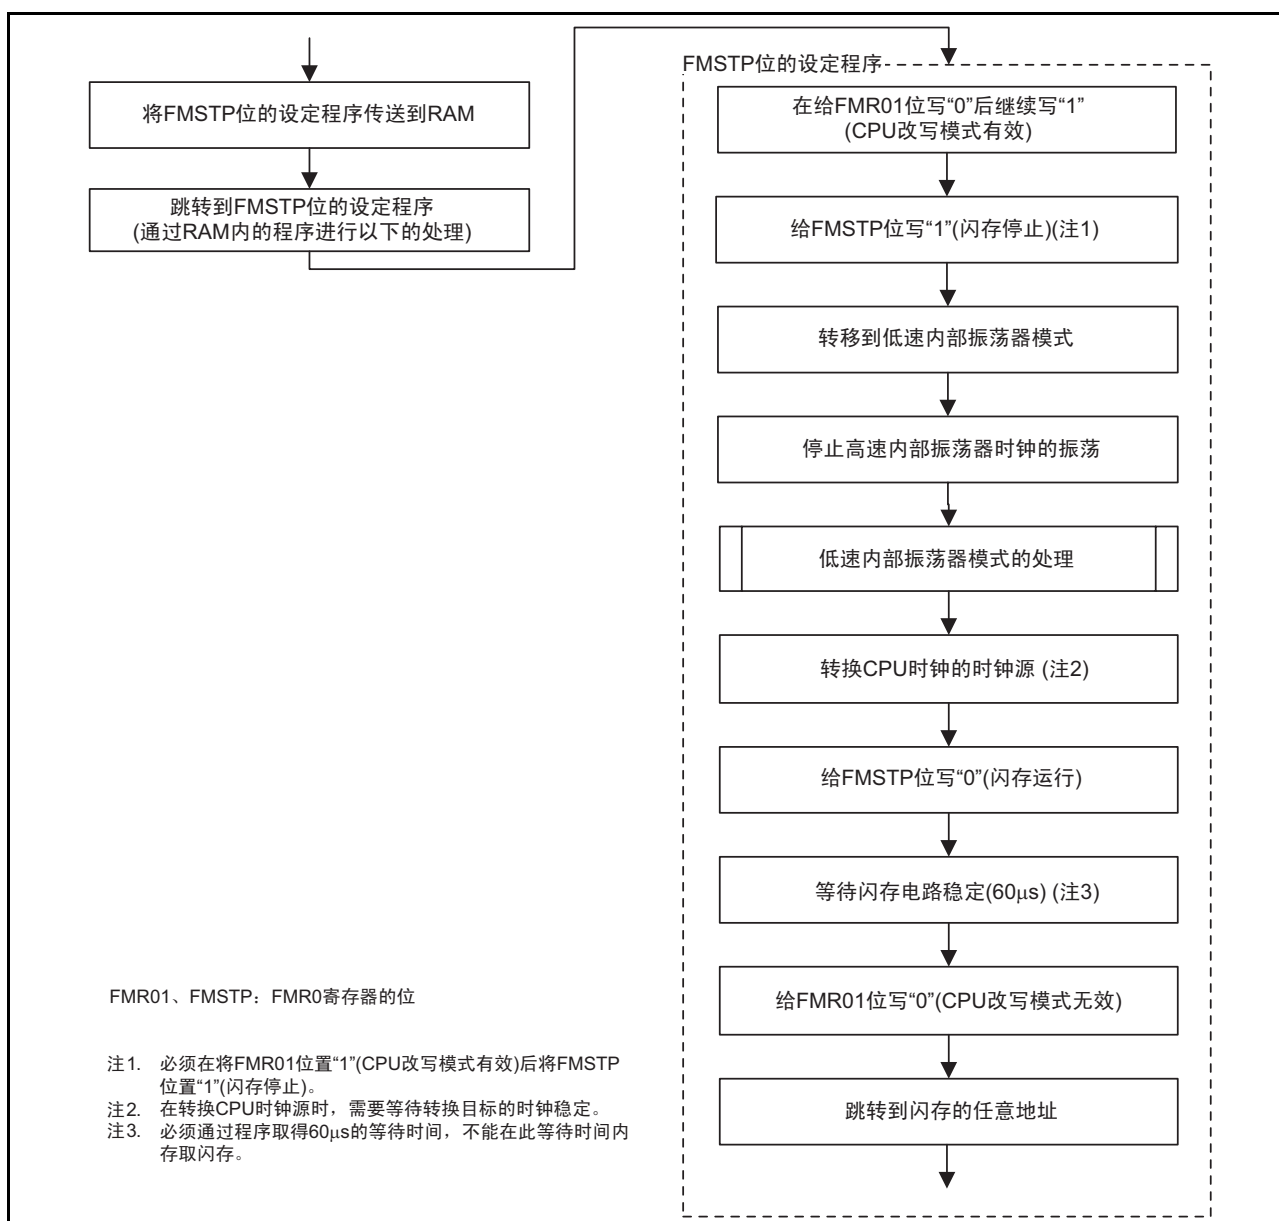 将FMSTP位的设定程序传送到RAM
跳转到FMSTP位的设定程序
(通过RAM内的程序进行以下的处理)
FMSTP位的设定程序
在给FMR01位写“0”后继续写“1”
(CPU改写模式有效)
给FMSTP位写“1”(闪存停止)(注1)
转移到低速内部振荡器模式
停止高速内部振荡器时钟的振荡
低速内部振荡器模式的处理
转换CPU时钟的时钟源 (注2)
给FMSTP位写“0”(闪存运行)
等待闪存电路稳定(60μs) (注3)
给FMR01位写“0”(CPU改写模式无效)
跳转到闪存的任意地址
FMR01、FMSTP：FMR0寄存器的位
注1. 必须在将FMR01位置“1”(CPU改写模式有效)后将FMSTP
位置“1”(闪存停止)。
注2. 在转换CPU时钟源时，需要等待转换目标的时钟稳定。
注3. 必须通过程序取得60μs的等待时间，不能在此等待时间内
存取闪存。